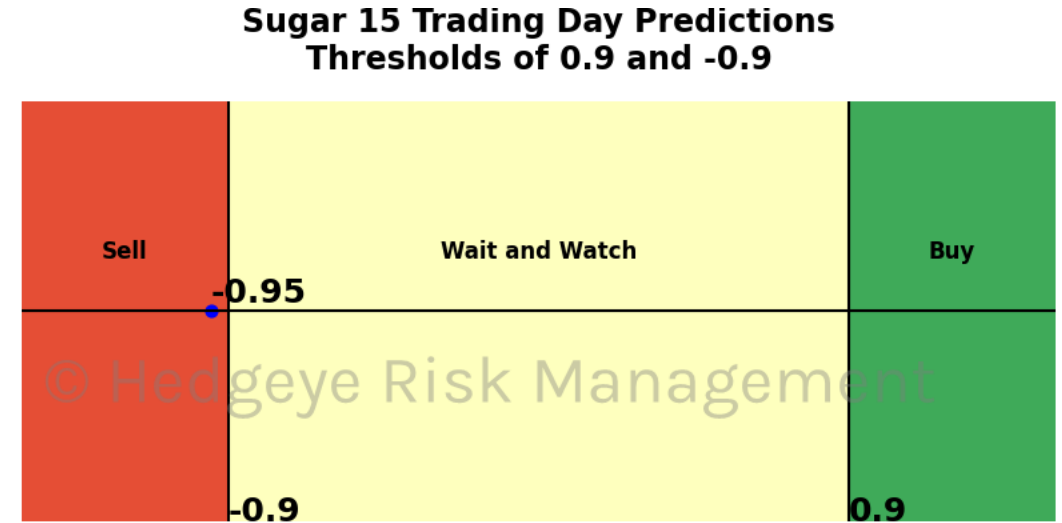 Sugar 15 Trading Day Predictions
Thresholds of 0.9 and -0.9
Sell
Wait and Watch
Buy
-0.95
© Hedgeye Risk Management
-0.9
0.9